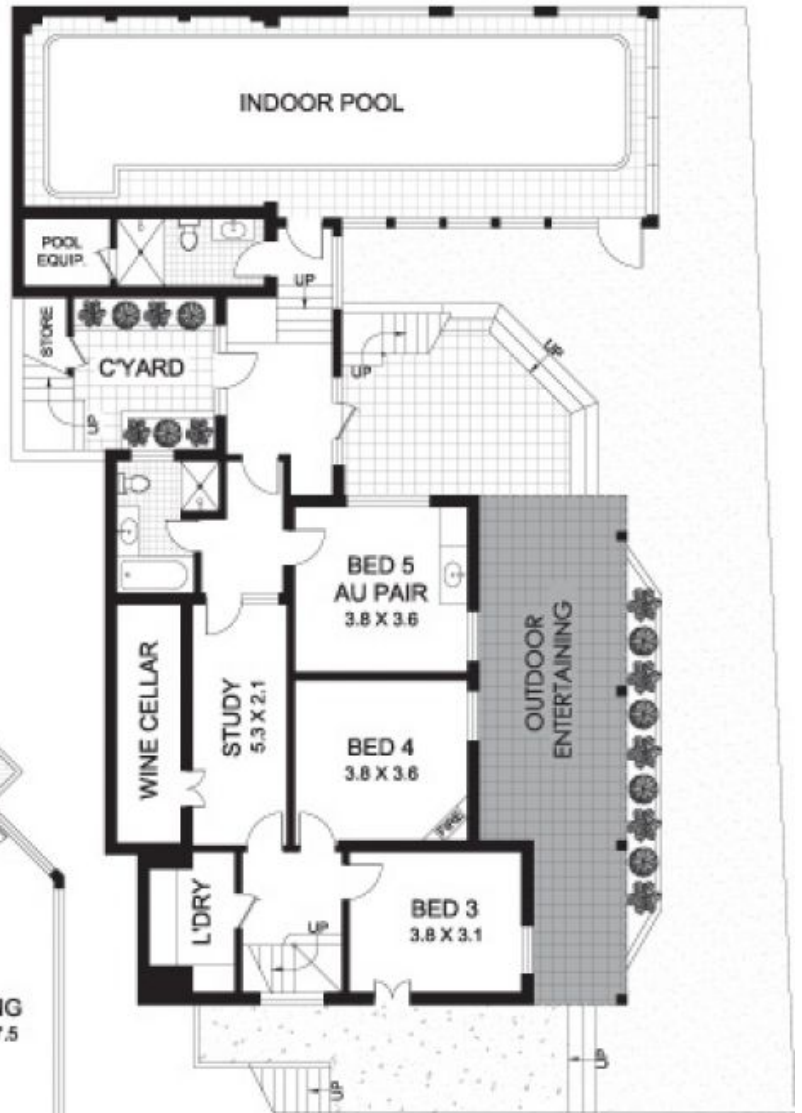 INDOOR POOL
POOL
EQUIP.
UP
STORE
C'YARD
UP
UP
UP
BED 5
AU PAIR
3.8 X 3.6
OUTDOOR
ENTERTAINING
WINE CELLAR
STUDY
5.3 X 2.1
BED 4
3.8 X 3.6
FIRE
L'DRY
UP
BED 3
3.8 X 3.1
UP
UP